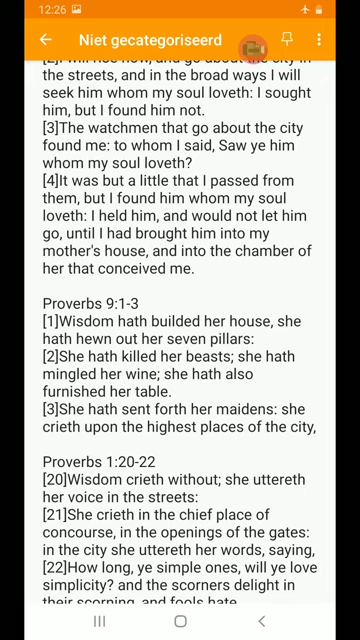 12:26
Niet gecategoriseerd
the streets, and in the broad ways I will
seek him whom my soul loveth: I sought
him, but I found him not.
[3]The watchmen that go about the city
found me: to whom I said, Saw ye him
whom my soul loveth?
[4]It was but a little that I passed from
them, but I found him whom my soul
loveth: I held him, and would not let him
go, until I had brought him into my
mother's house, and into the chamber of
her that conceived me.
Proverbs 9:1-3
[1]Wisdom hath builded her house, she
hath hewn out her seven pillars:
[2]She hath killed her beasts; she hath
mingled her wine; she hath also
furnished her table.
[3]She hath sent forth her maidens: she
crieth upon the highest places of the city,
Proverbs 1:20-22
[20]Wisdom crieth without; she uttereth
her voice in the streets:
[21]She crieth in the chief place of
concourse, in the openings of the gates:
in the city she uttereth her words, saying,
[22]How long, ye simple ones, will ye love
simplicity? and the scorners delight in
their scorning, and fools hate